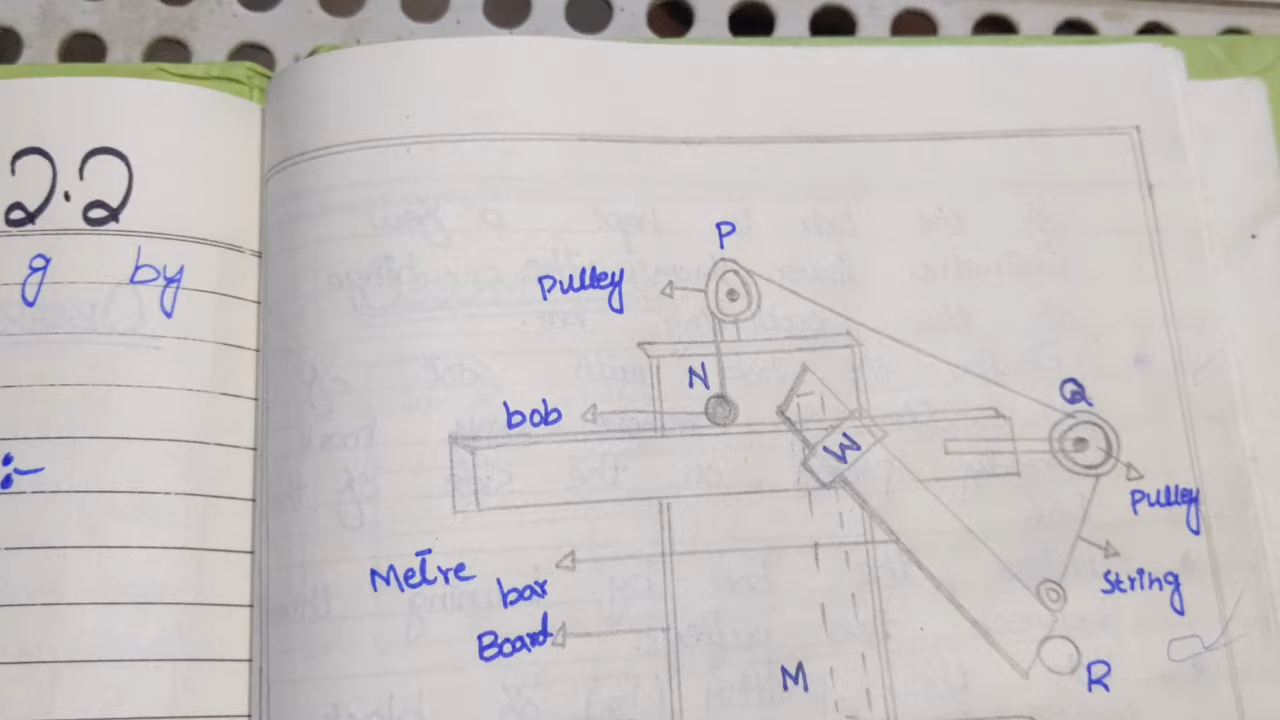 2.2
g by
:-
P
Pulley
N
Q
bob
W
Pulley
Metre
bar
String
Board
M
R